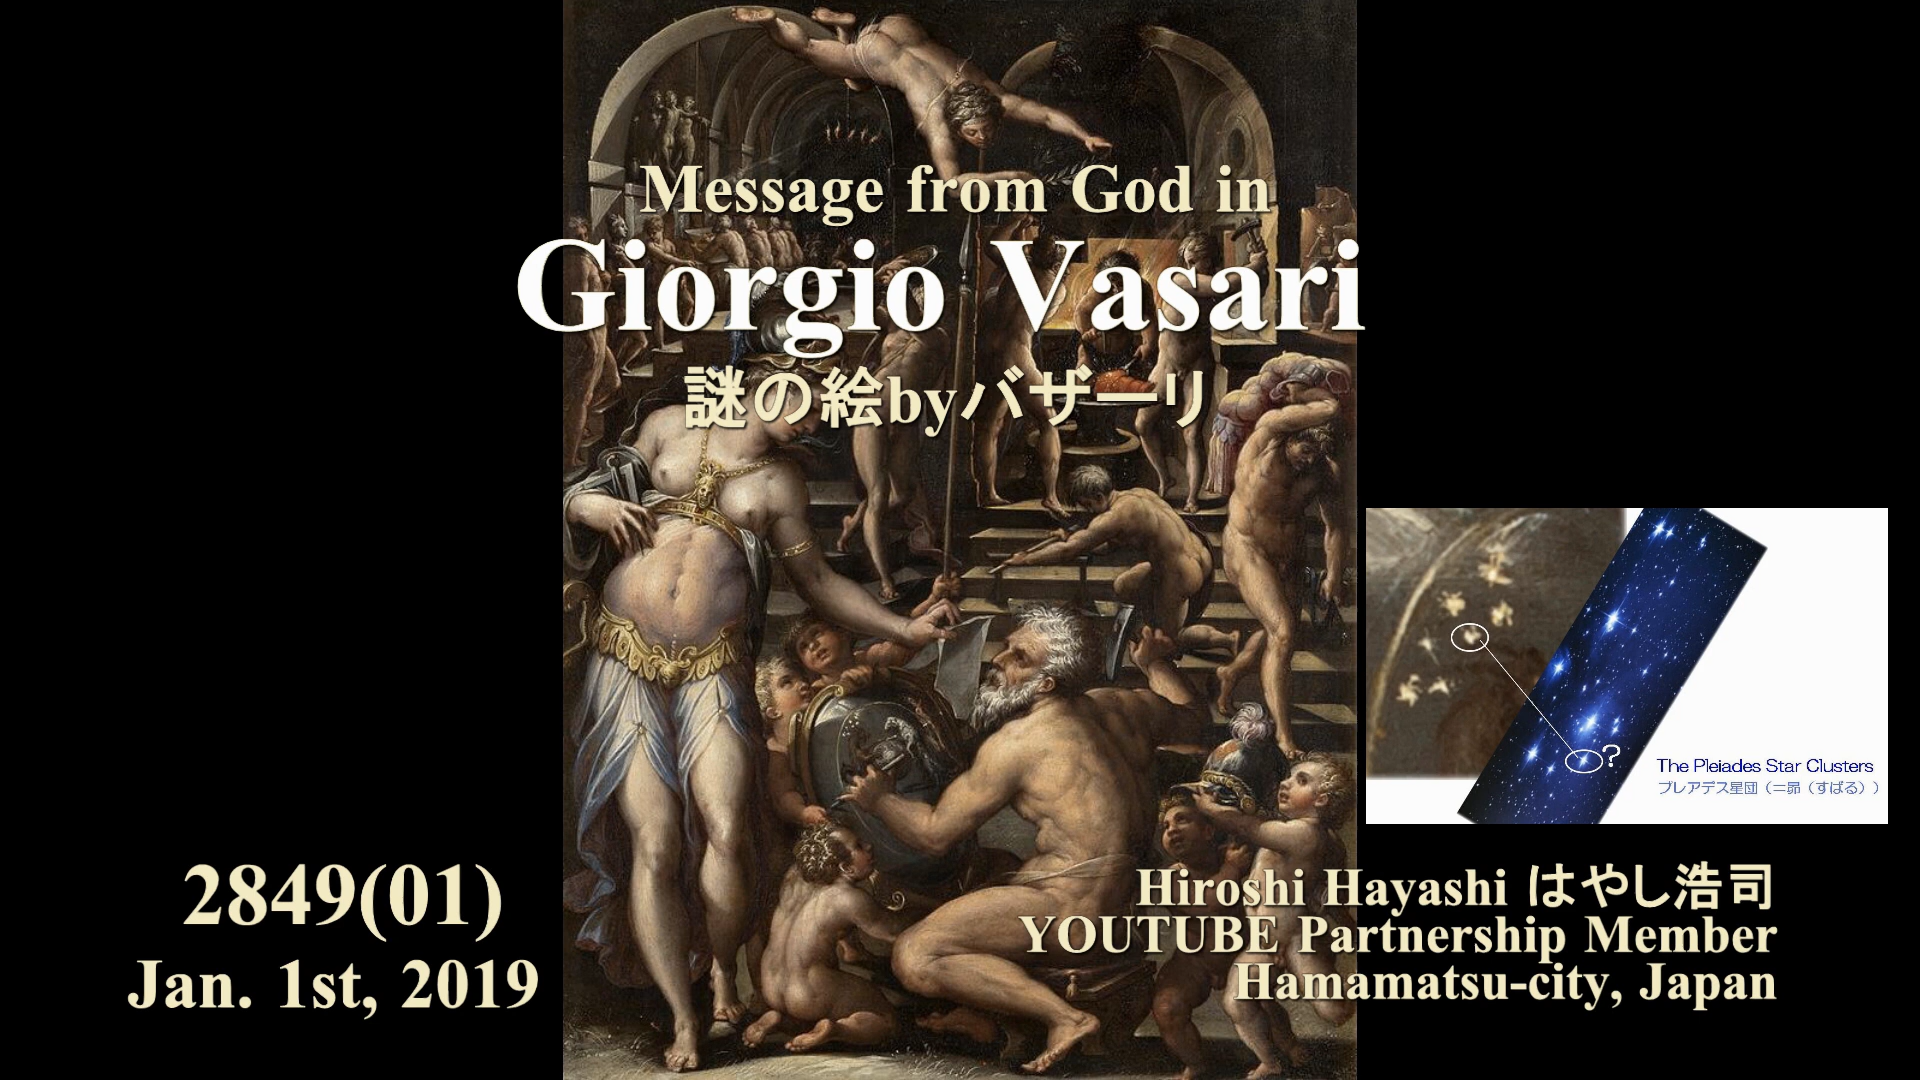 Message from God in
Giorgio Vasari
謎の絵byバザーリ
?
The Pleiades Star Clusters
プレアデス星団（＝昴（すばる））
2849(01)
Jan. 1st, 2019
Hiroshi Hayashi はやし浩司
YOUTUBE Partnership Member
Hamamatsu-city, Japan